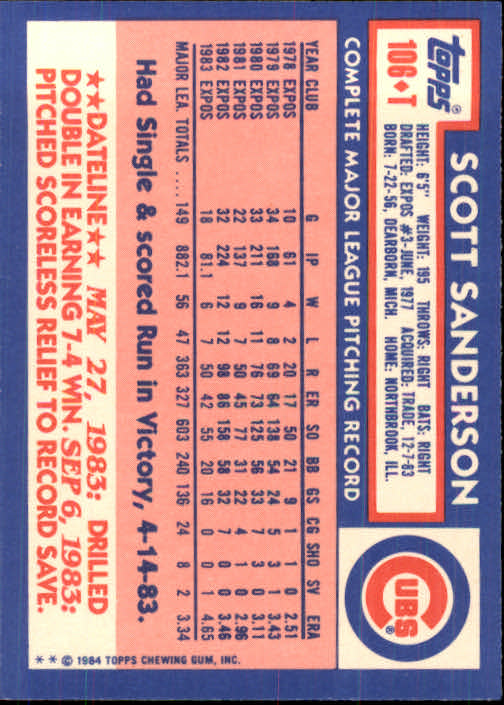 topps®
106♦T
SCOTT SANDERSON
HEIGHT: 6'5" WEIGHT: 195 THROWS: RIGHT BATS: RIGHT
DRAFTED: EXPOS #3-JUNE, 1977 ACQUIRED: TRADE, 12-7-83
BORN: 7-22-56, DEARBORN, MICH. HOME: NORTHBROOK, ILL.
CUBS®
COMPLETE MAJOR LEAGUE PITCHING RECORD
YEAR CLUB G IP W L R ER SO BB GS CG SHO SV ERA
1978 EXPOS 10 61 4 2 20 17 50 21 9 1 1 0 2.51
1979 EXPOS 34 168 9 8 69 64 138 54 24 5 3 1 3.43
1980 EXPOS 33 211 16 11 76 73 125 56 33 7 3 0 3.11
1981 EXPOS 22 137 9 7 50 45 77 31 22 4 1 0 2.96
1982 EXPOS 32 224 12 12 98 86 158 58 32 7 0 0 3.46
1983 EXPOS 18 81.1 6 7 50 42 55 20 16 0 0 1 4.65
MAJOR LEA. TOTALS .... 149 882.1 56 47 363 327 603 240 136 24 8 2 3.34
Had Single & scored Run in Victory, 4-14-83.
★★DATELINE★★ MAY 27, 1983: DRILLED
DOUBLE IN EARNING 7-4 WIN. SEP 6, 1983:
PITCHED SCORELESS RELIEF TO RECORD SAVE.
** © 1984 TOPPS CHEWING GUM, INC.